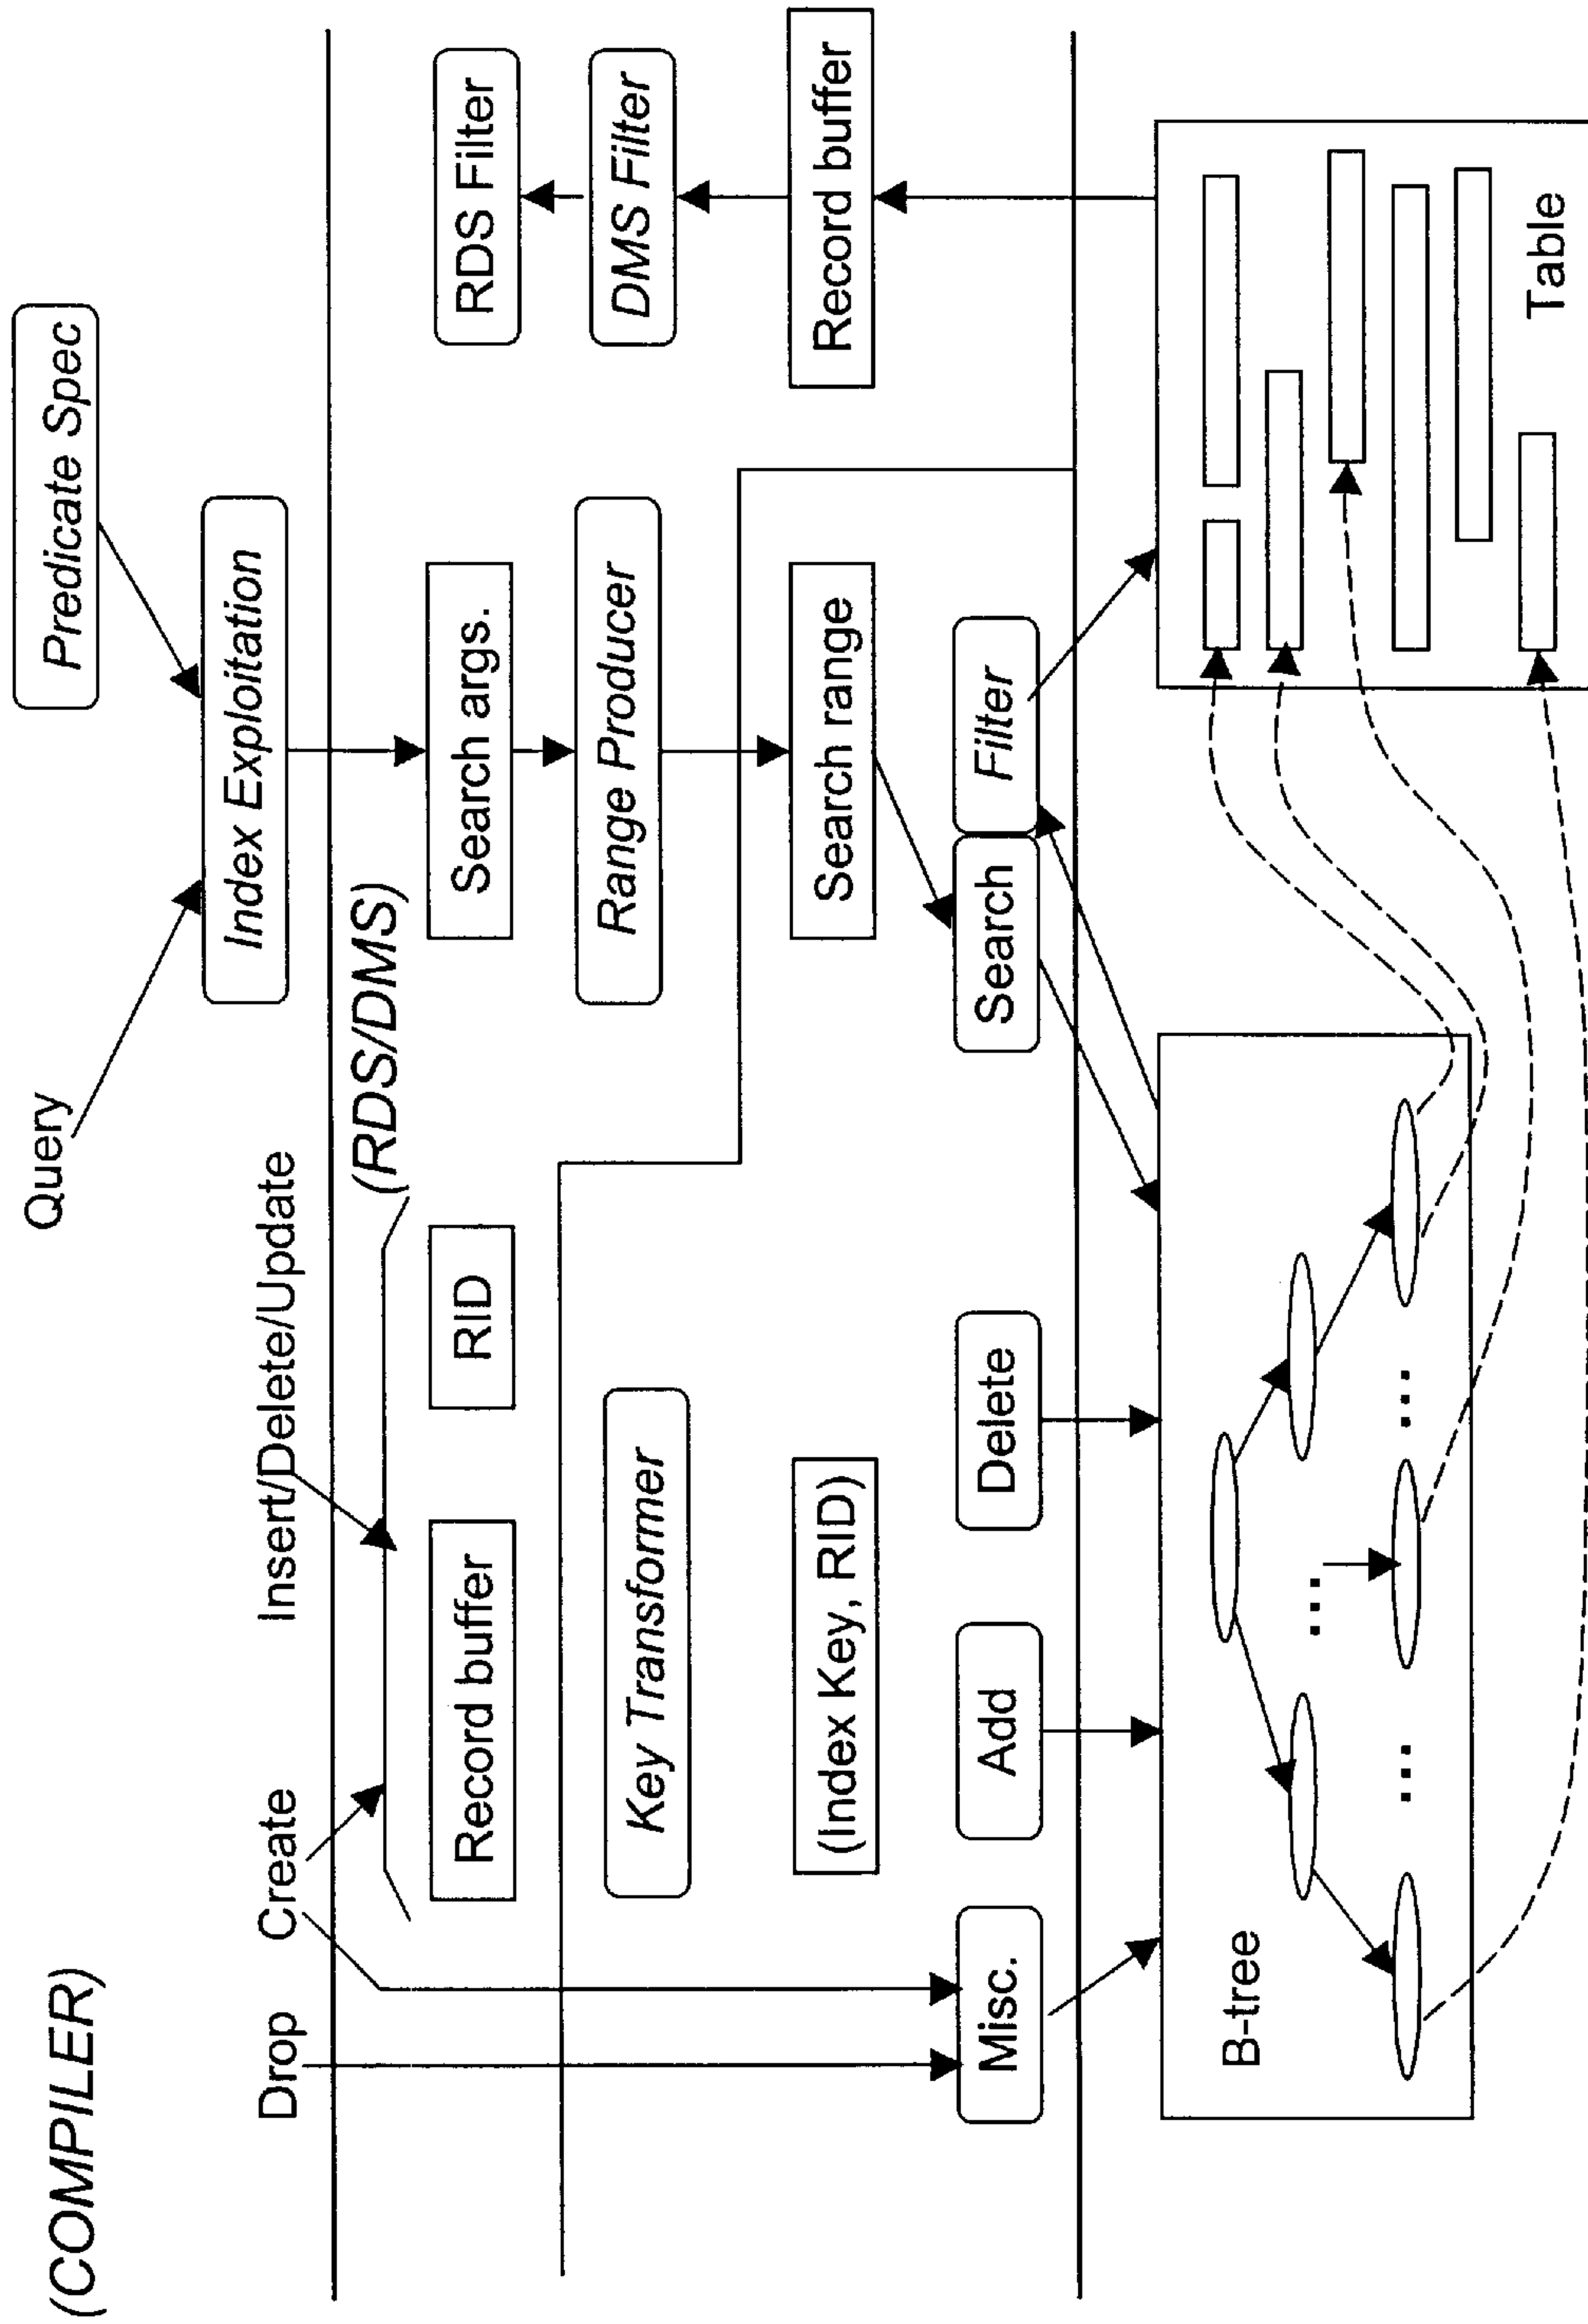 (COMPILER)
Query
Predicate Spec
Index Exploitation
Drop
Create
Insert/Delete/Update
(RDS/DMS)
Record buffer
RID
Search args.
RDS Filter
Key Transformer
Range Producer
DMS Filter
(Index Key, RID)
Search range
Record buffer
Misc.
Add
Delete
Search
Filter
B-tree
...
...
...
Table